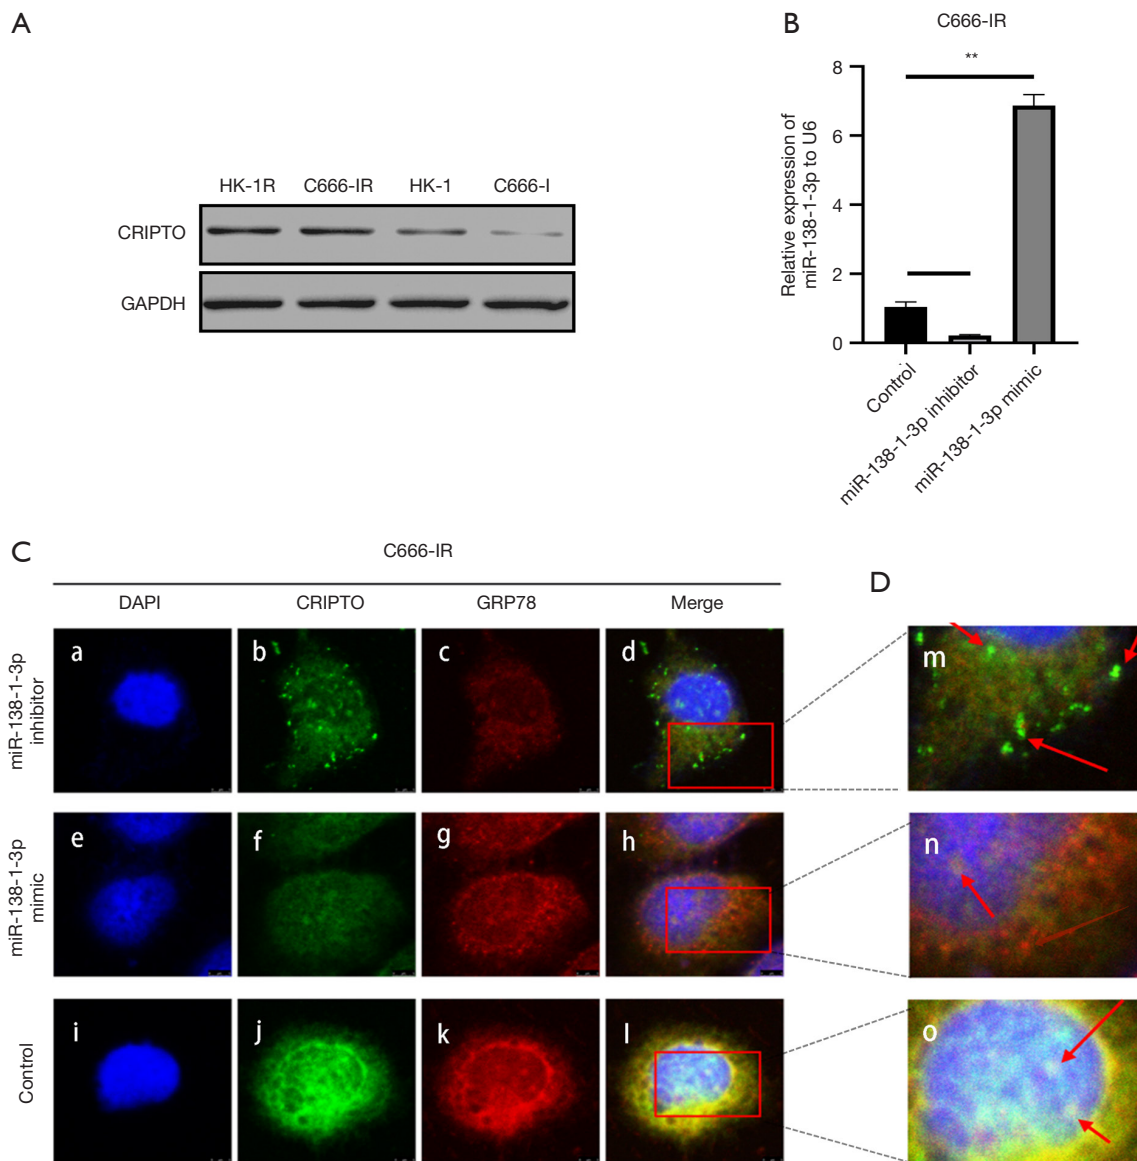 A
HK-1R C666-IR HK-1 C666-I
CRIPTO
GAPDH
B
C666-IR
**
Relative expression of
miR-138-1-3p to U6
8
6
4
2
0
Control
miR-138-1-3p inhibitor
miR-138-1-3p mimic
C
C666-IR
DAPI CRIPTO GRP78 Merge
D
miR-138-1-3p
inhibitor
a b c d m
miR-138-1-3p
mimic
e f g h n
Control
i j k l o